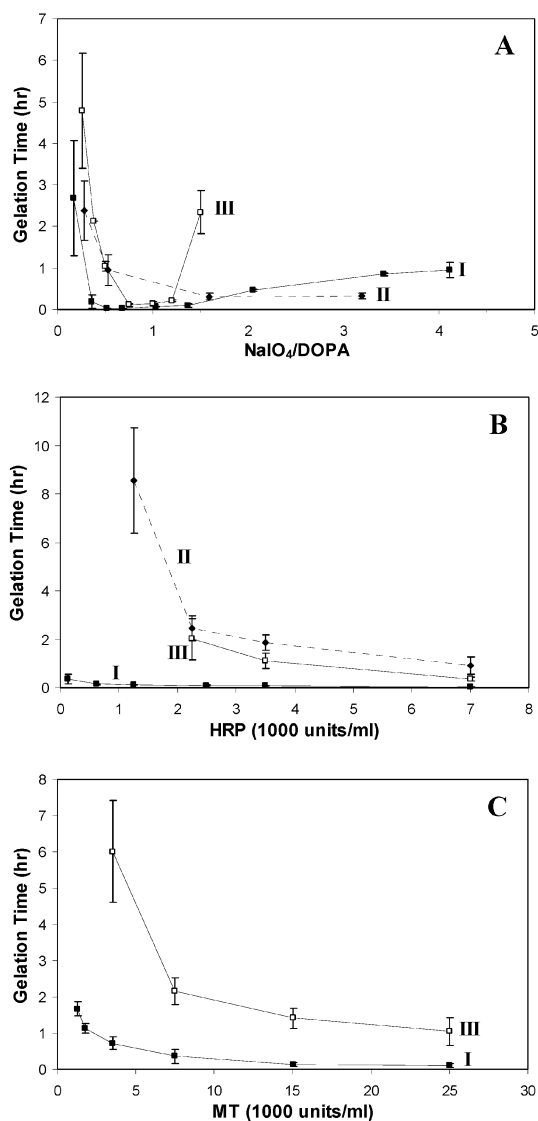 A
Gelation Time (hr)
7
6
5
4
3
2
1
0
III
I
II
0 1 2 3 4 5
NaIO₄/DOPA
B
Gelation Time (hr)
12
10
8
6
4
2
0
II
III
I
0 1 2 3 4 5 6 7 8
HRP (1000 units/ml)
C
Gelation Time (hr)
8
7
6
5
4
3
2
1
0
III
I
0 5 10 15 20 25 30
MT (1000 units/ml)